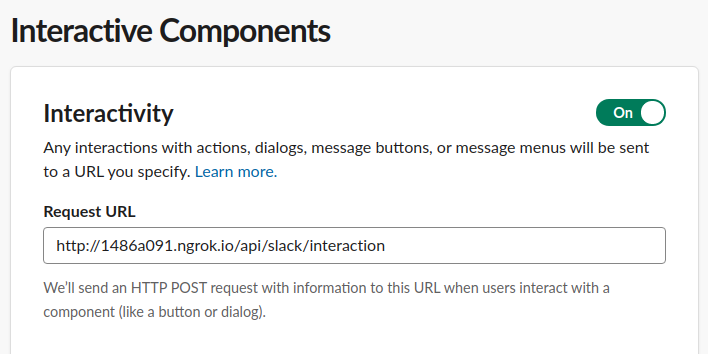 Interactive Components
Interactivity
On
Any interactions with actions, dialogs, message buttons, or message menus will be sent
to a URL you specify. Learn more.
Request URL
http://1486a091.ngrok.io/api/slack/interaction
We'll send an HTTP POST request with information to this URL when users interact with a
component (like a button or dialog).